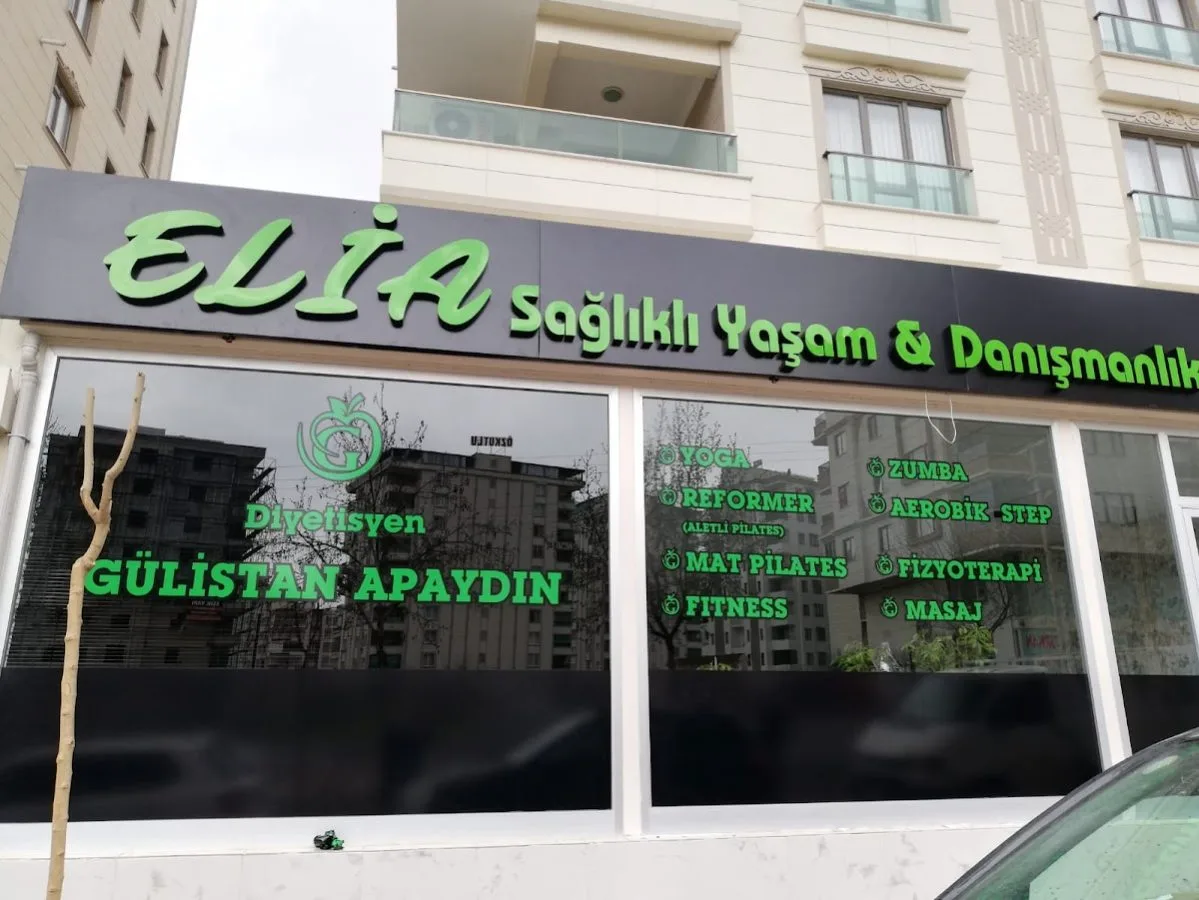 ELİA Sağlıklı Yaşam & Danışmanlık
G
Diyetisyen
GÜLİSTAN APAYDIN
YOGA
REFORMER
(ALETLİ PİLATES)
MAT PİLATES
FITNESS
ZUMBA
AEROBİK STEP
FİZYOTERAPİ
MASAJ
ÖZKUTLU